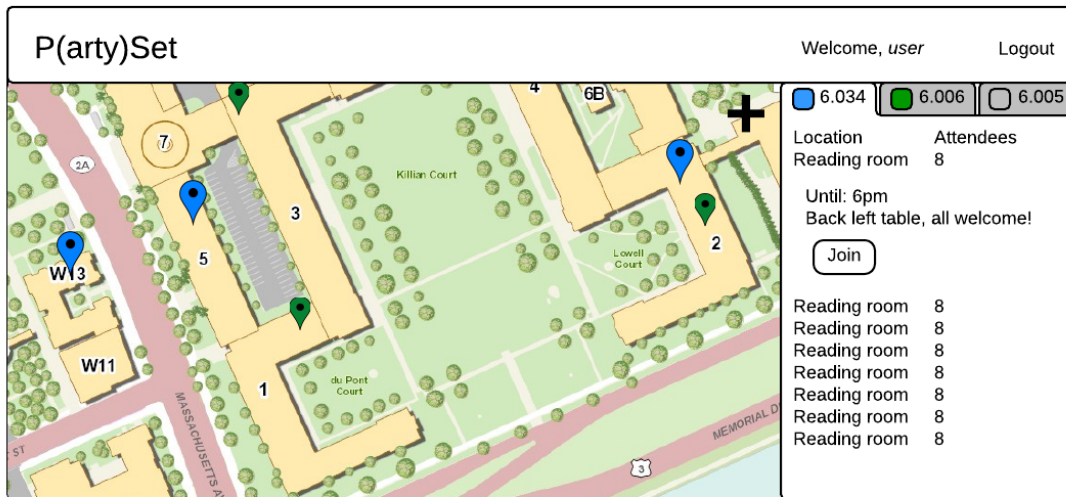 P(arty)Set
Welcome, user
Logout
6.034
6.006
6.005
Location Attendees
Reading room 8
Until: 6pm
Back left table, all welcome!
Join
Reading room 8
Reading room 8
Reading room 8
Reading room 8
Reading room 8
Reading room 8
Reading room 8
4
6B
7
2A
Killian Court
3
5
2
Lowell
Court
W13
W11
1
du Pont
Court
MASSACHUSETTS
MEMORIAL
ST
3